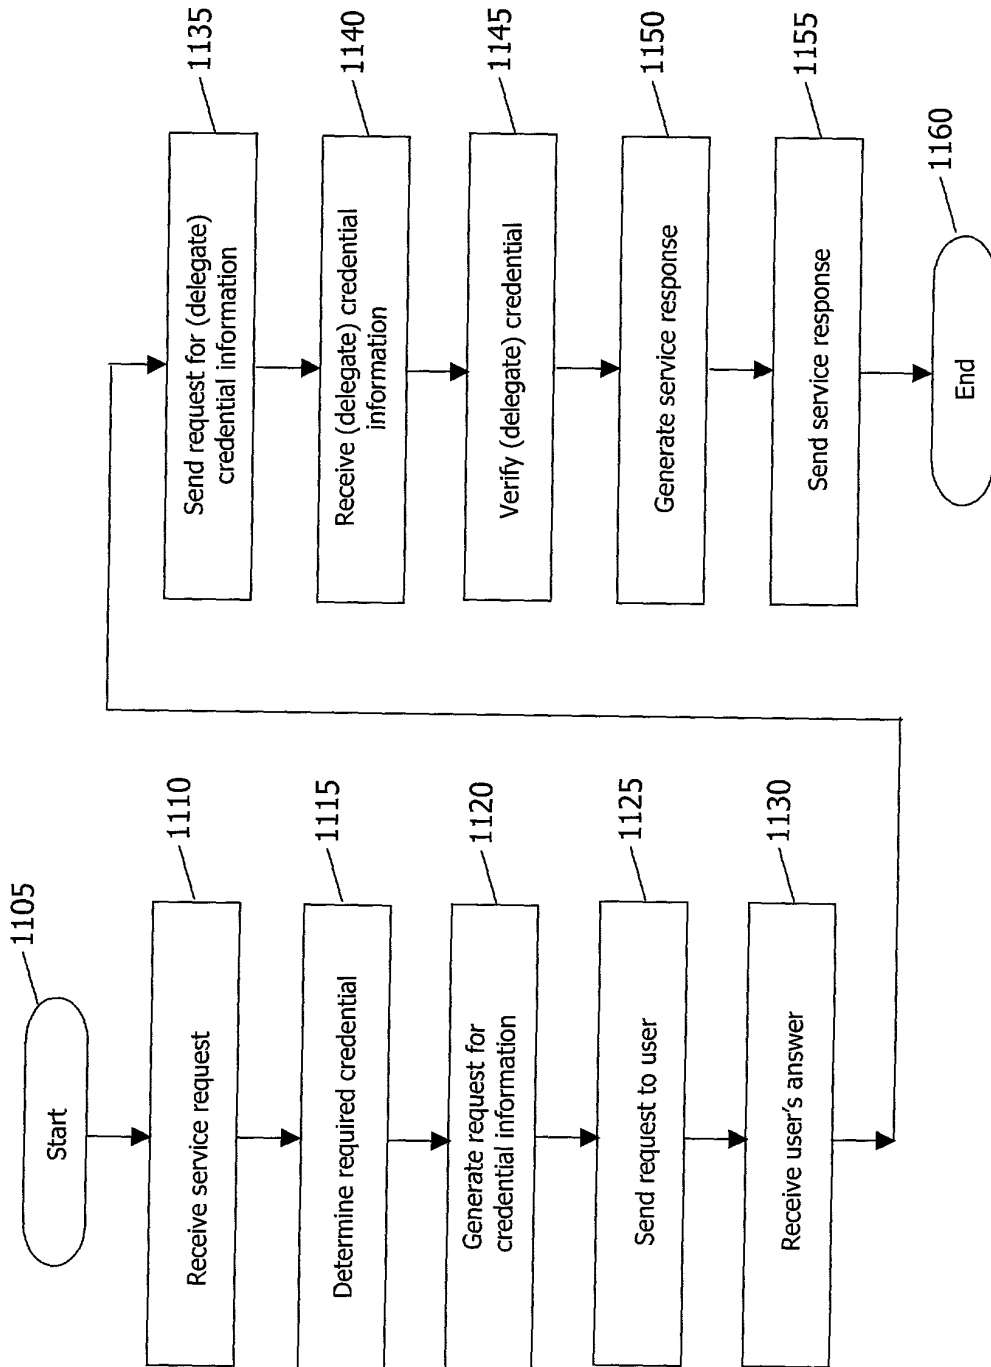 Start
1105
Receive service request
1110
Determine required credential
1115
Generate request for
credential information
1120
Send request to user
1125
Receive user's answer
1130
Send request for (delegate)
credential information
1135
Receive (delegate) credential
information
1140
Verify (delegate) credential
1145
Generate service response
1150
Send service response
1155
End
1160